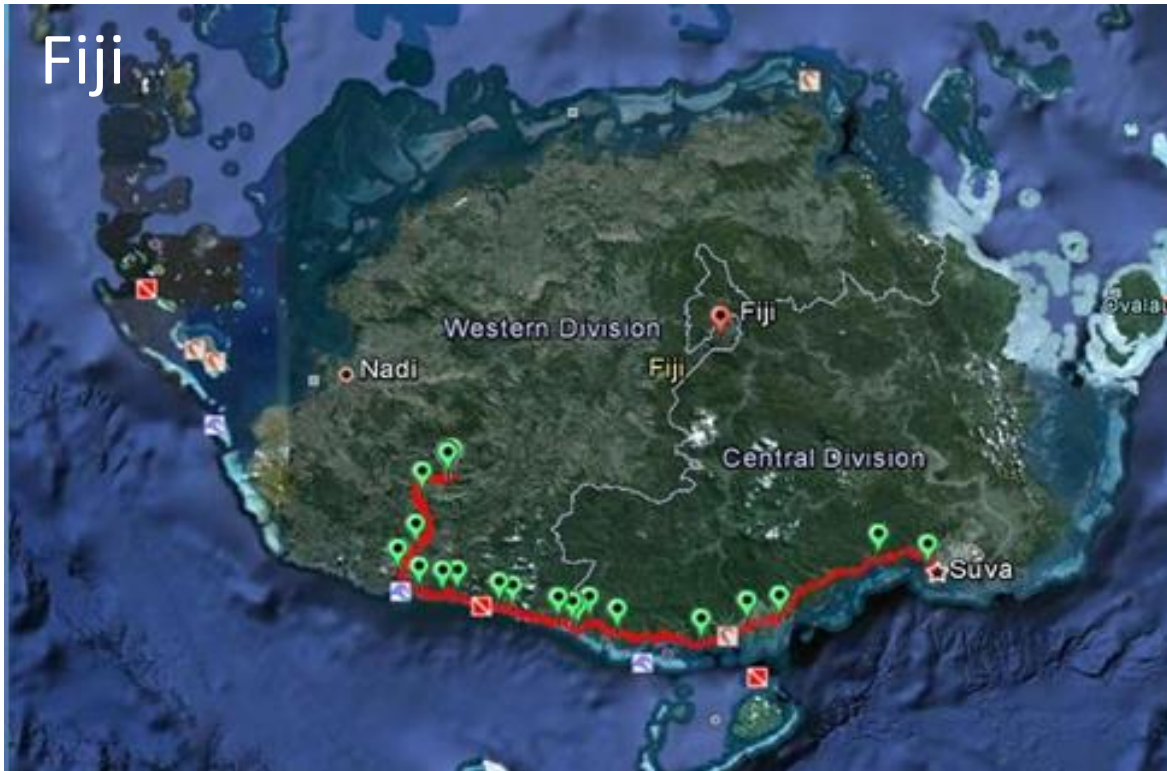 Fiji
Ovalau
Western Division
Fiji
Fiji
Nadi
Central Division
Suva